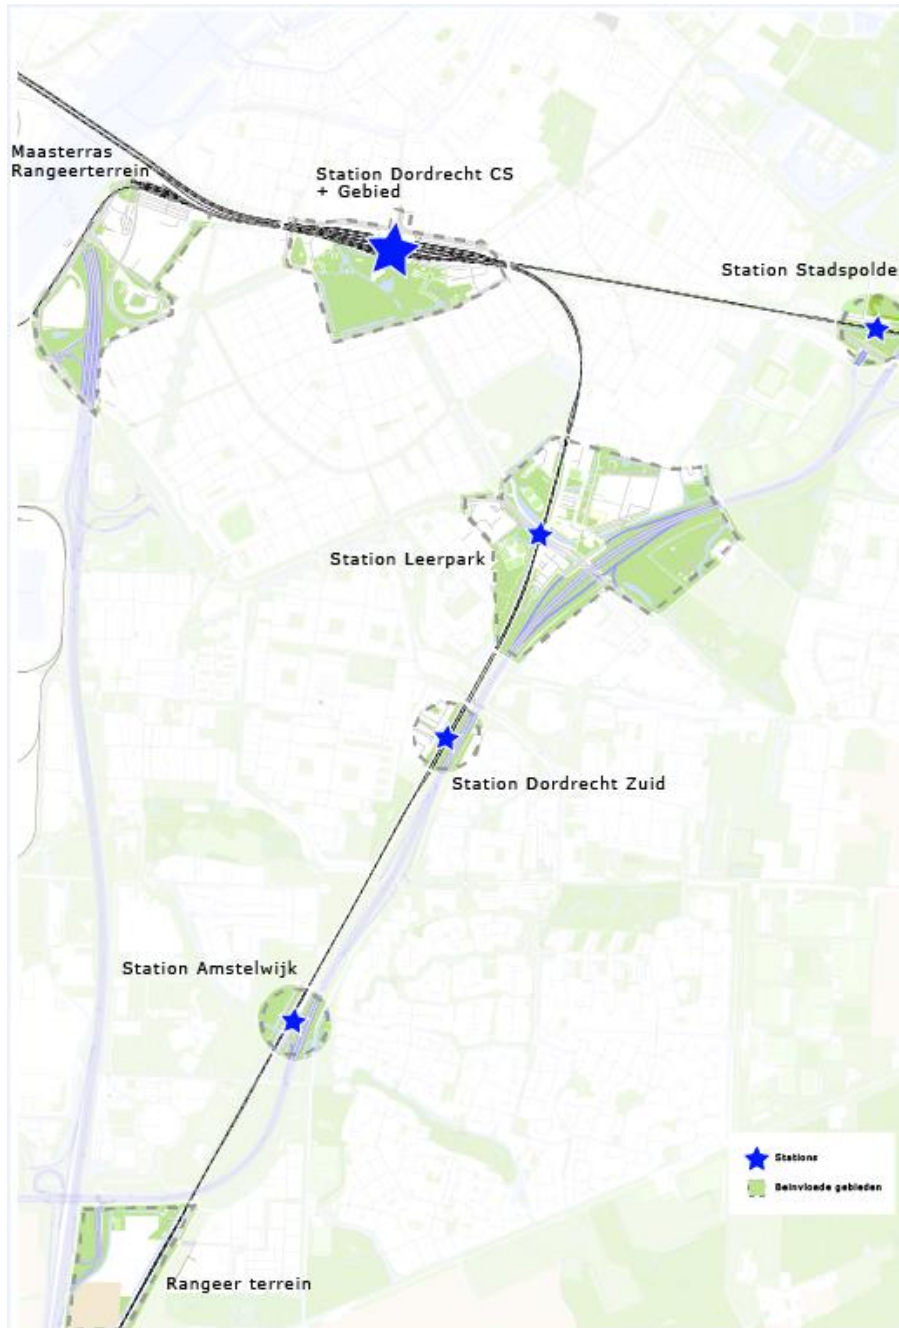 Maasterras
Rangeerterrein
Station Dordrecht CS
+ Gebied
Station Stadspolde
Station Leerpark
Station Dordrecht Zuid
Station Amstelwijk
Stations
Beinvloede gebieden
Rangeer terrein